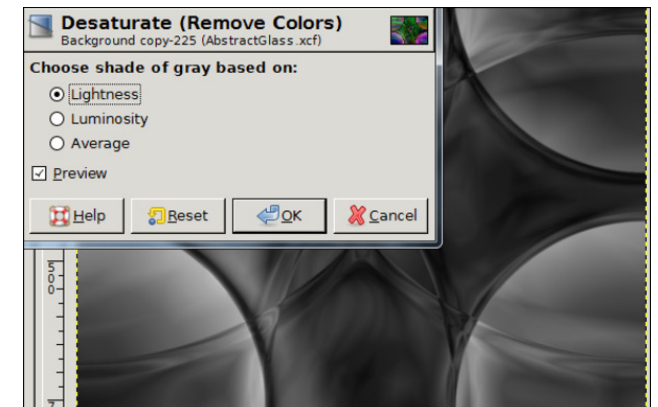 Desaturate (Remove Colors)
Background copy-225 (AbstractGlass.xcf)
Choose shade of gray based on:
Lightness
Luminosity
Average
Preview
Help Reset OK Cancel
500